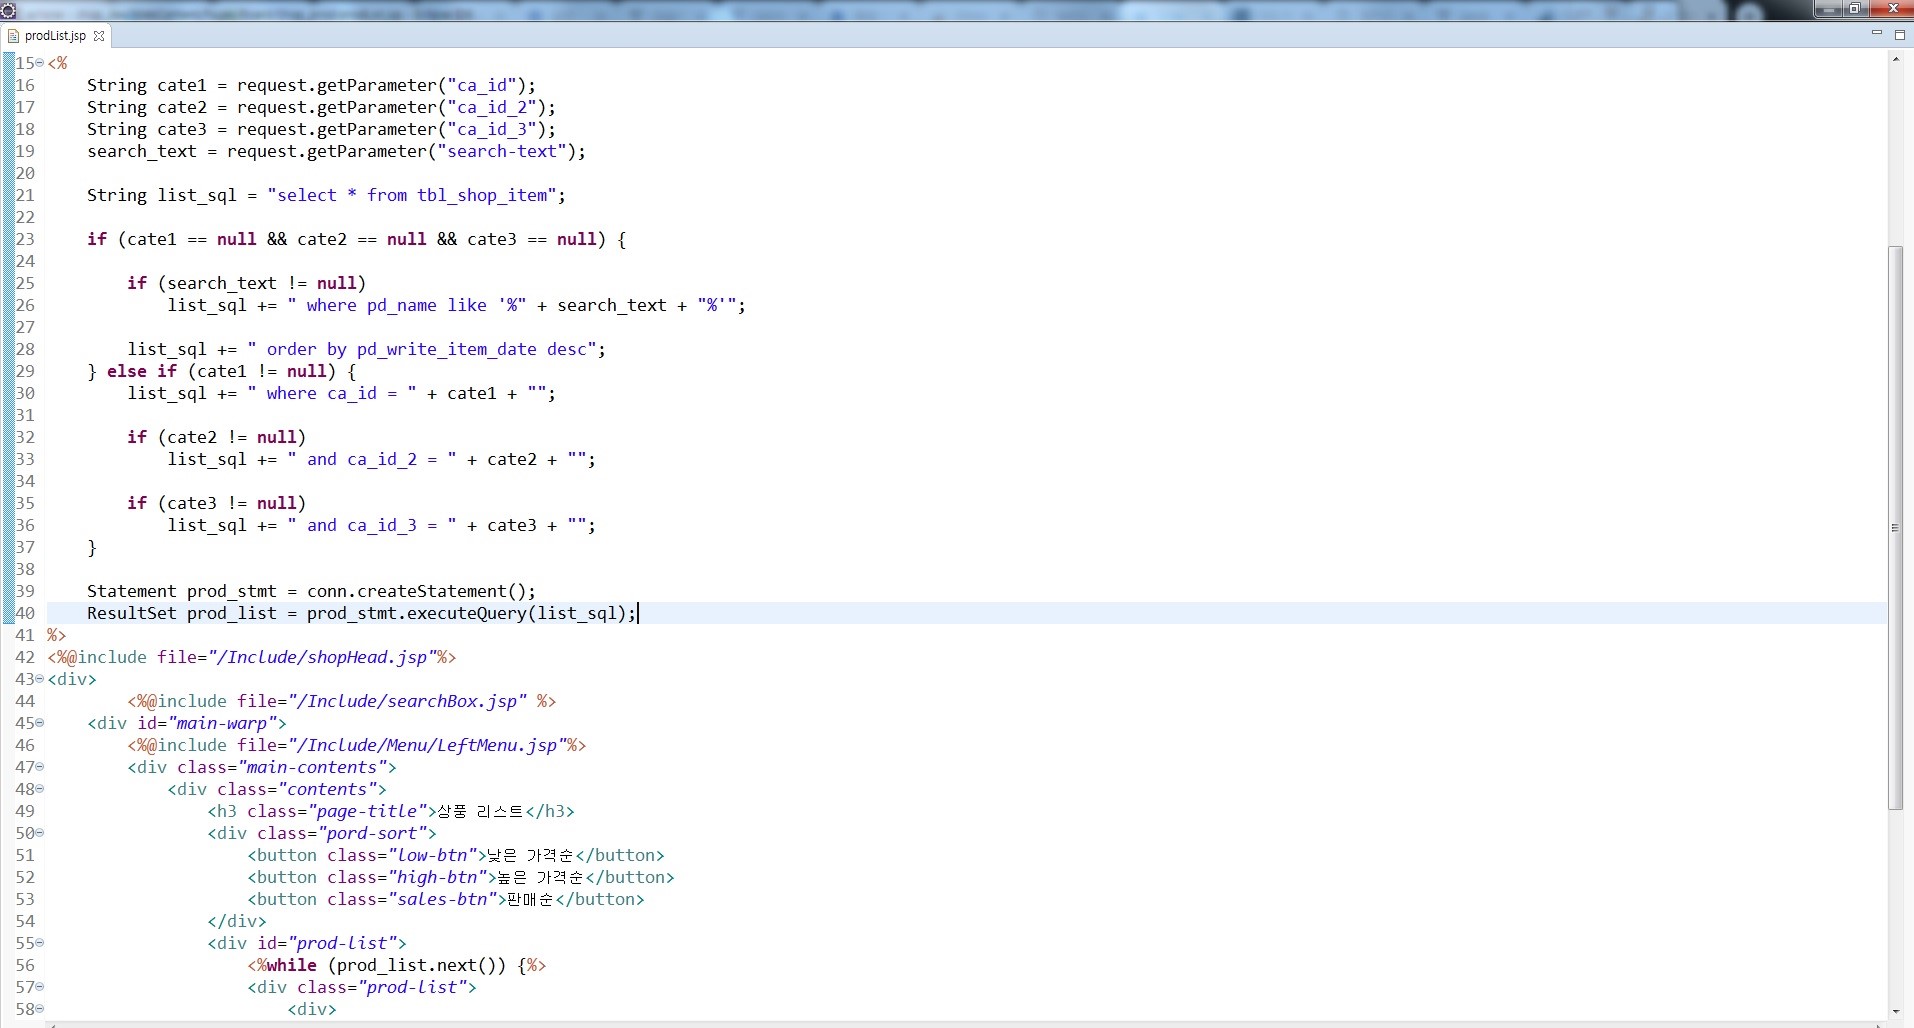 prodList.jsp
15 <%
16     String cate1 = request.getParameter("ca_id");
17     String cate2 = request.getParameter("ca_id_2");
18     String cate3 = request.getParameter("ca_id_3");
19     search_text = request.getParameter("search-text");
20
21     String list_sql = "select * from tbl_shop_item";
22
23     if (cate1 == null && cate2 == null && cate3 == null) {
24
25         if (search_text != null)
26             list_sql += " where pd_name like '%" + search_text + "%'";
27
28         list_sql += " order by pd_write_item_date desc";
29     } else if (cate1 != null) {
30         list_sql += " where ca_id = " + cate1 + "";
31
32         if (cate2 != null)
33             list_sql += " and ca_id_2 = " + cate2 + "";
34
35         if (cate3 != null)
36             list_sql += " and ca_id_3 = " + cate3 + "";
37     }
38
39     Statement prod_stmt = conn.createStatement();
40     ResultSet prod_list = prod_stmt.executeQuery(list_sql);
41 %>
42 <%@include file="/Include/shopHead.jsp"%>
43 <div>
44         <%@include file="/Include/searchBox.jsp" %>
45     <div id="main-warp">
46         <%@include file="/Include/Menu/LeftMenu.jsp"%>
47         <div class="main-contents">
48             <div class="contents">
49                 <h3 class="page-title">상품 리스트</h3>
50                 <div class="pord-sort">
51                     <button class="low-btn">낮은 가격순</button>
52                     <button class="high-btn">높은 가격순</button>
53                     <button class="sales-btn">판매순</button>
54                 </div>
55                 <div id="prod-list">
56                     <%while (prod_list.next()) {%>
57                     <div class="prod-list">
58                         <div>